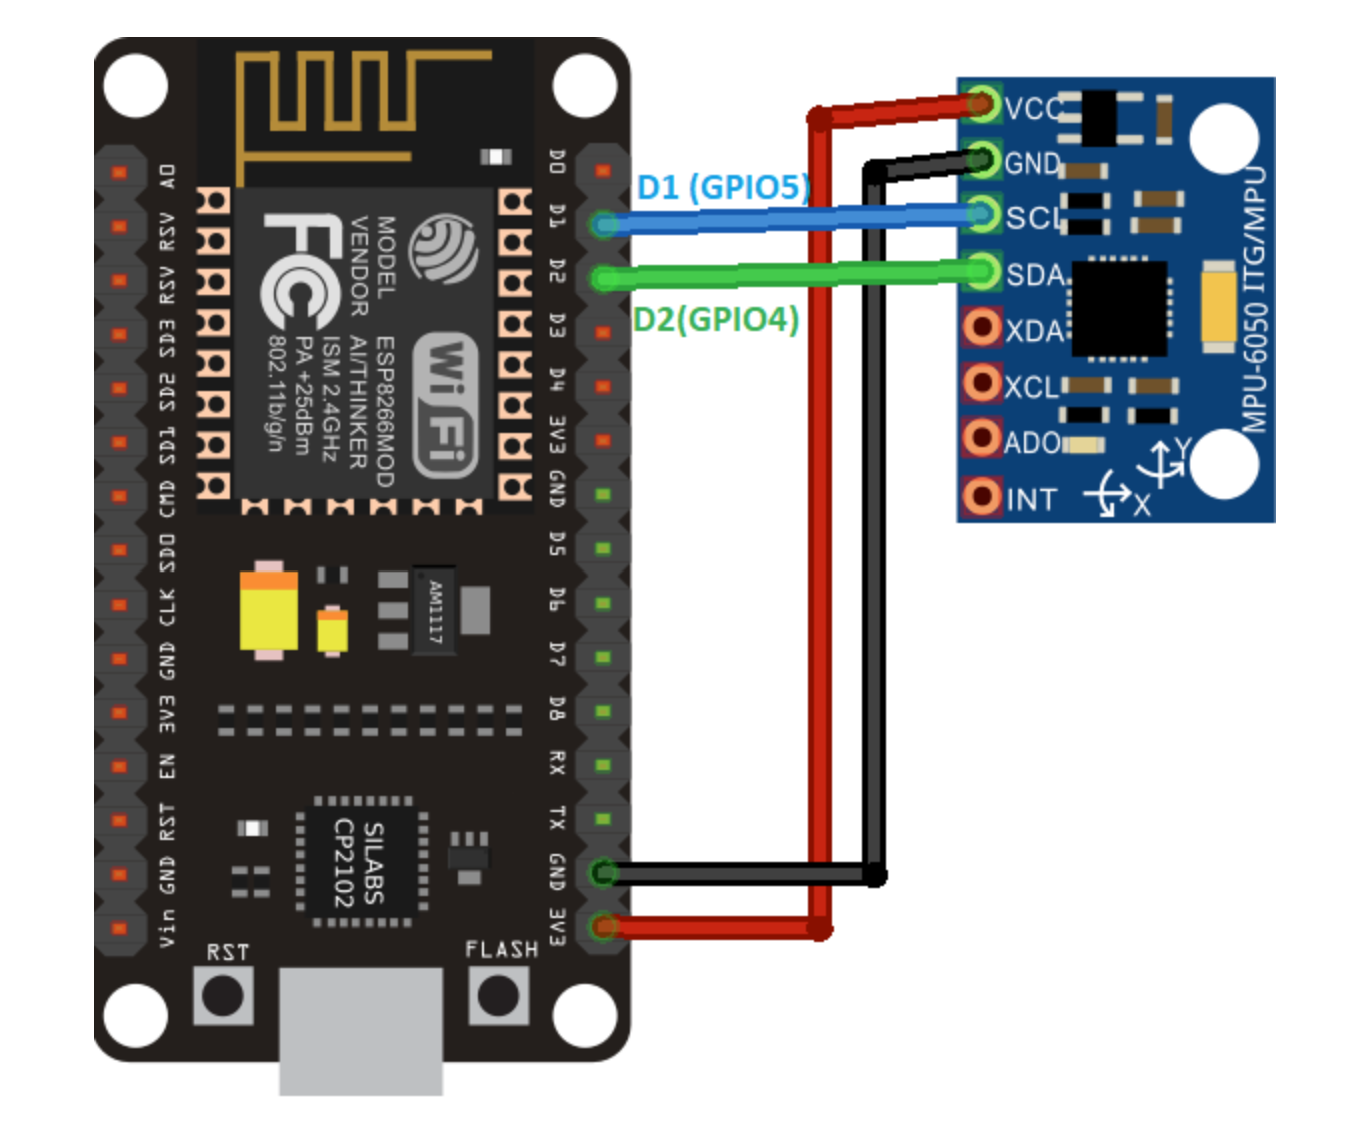 A0
RSV
RSV
SD3
SD2
SD1
CMD
SD0
CLK
GND
3V3
EN
RST
GND
Vin
FC
MODEL
VENDOR
ESP8266MOD
AI/THINKER
ISM 2.4GHz
PA +25dBm
802.11b/g/n
Wi Fi
AM1117
SILABS
CP2102
RST
FLASH
D0
D1
D2
D3
D4
3V3
GND
D5
D6
D7
D8
RX
TX
GND
3V3
D1 (GPIO5)
D2(GPIO4)
VCC
GND
SCL
SDA
XDA
XCL
ADO
INT
MPU-6050 ITG/MPU
Y
X